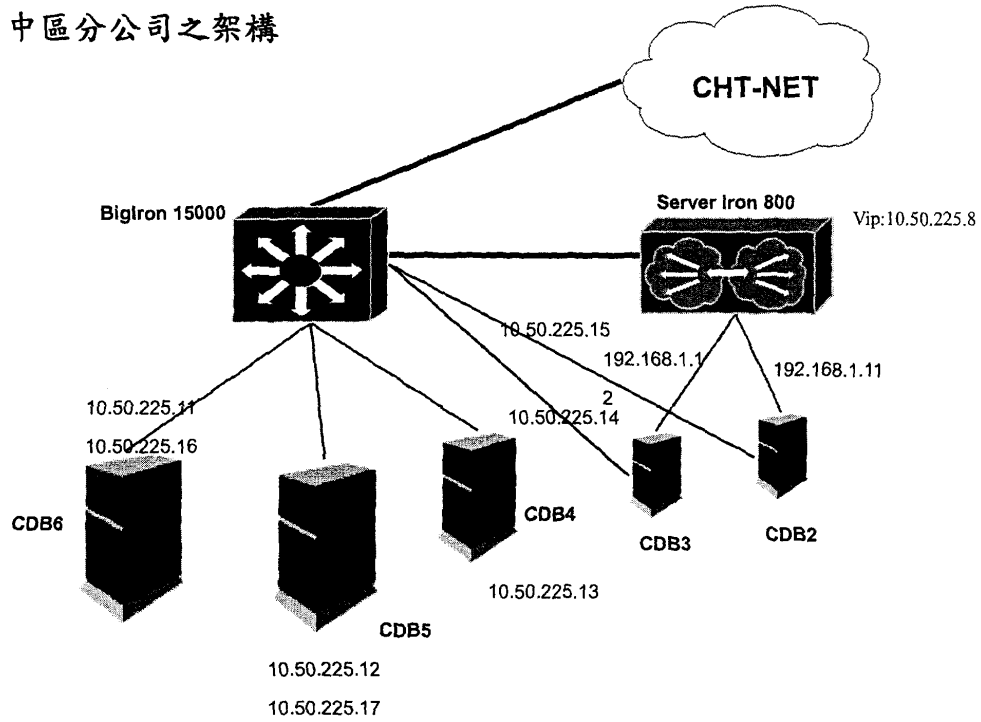 中區分公司之架構
CHT-NET
BigIron 15000
Server Iron 800
Vip:10.50.225.8
10.50.225.15
192.168.1.1
2
192.168.1.11
10.50.225.11
10.50.225.16
10.50.225.14
CDB6
CDB4
CDB3
CDB2
10.50.225.13
CDB5
10.50.225.12
10.50.225.17